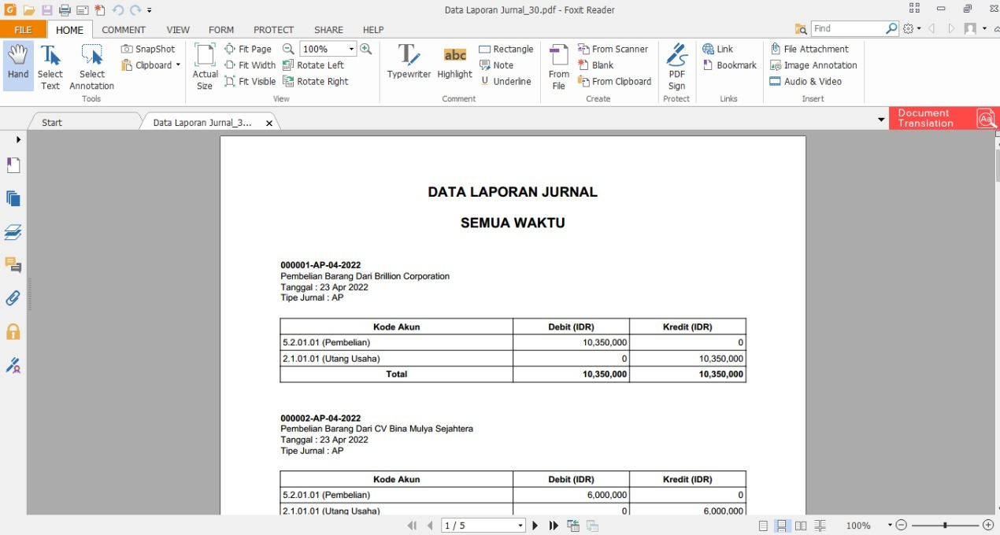 Data Laporan Jurnal_30.pdf - Foxit Reader
FILE HOME COMMENT VIEW FORM PROTECT SHARE HELP
Find
Hand
Select Text
Select Annotation
SnapShot
Clipboard
Tools
Actual Size
Fit Page
Fit Width
Fit Visible
100%
Rotate Left
Rotate Right
View
Typewriter
abc
Highlight
Rectangle
Note
U Underline
Comment
From File
From Scanner
Blank
From Clipboard
Create
PDF Sign
Protect
Link
Bookmark
Links
File Attachment
Image Annotation
Audio & Video
Insert
Start
Data Laporan Jurnal_3...
Document
Translation
Aa
DATA LAPORAN JURNAL
SEMUA WAKTU
000001-AP-04-2022
Pembelian Barang Dari Brillion Corporation
Tanggal : 23 Apr 2022
Tipe Jurnal : AP
Kode Akun Debit (IDR) Kredit (IDR)
5.2.01.01 (Pembelian) 10,350,000 0
2.1.01.01 (Utang Usaha) 0 10,350,000
Total 10,350,000 10,350,000
000002-AP-04-2022
Pembelian Barang Dari CV Bina Mulya Sejahtera
Tanggal : 23 Apr 2022
Tipe Jurnal : AP
Kode Akun Debit (IDR) Kredit (IDR)
5.2.01.01 (Pembelian) 6,000,000 0
2.1.01.01 (Utang Usaha) 0 6,000,000
1 / 5
100%